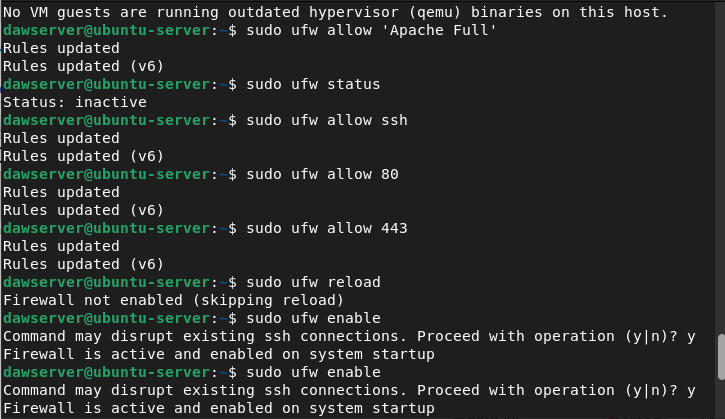 No VM guests are running outdated hypervisor (qemu) binaries on this host.
dawserver@ubuntu-server:~$ sudo ufw allow 'Apache Full'
Rules updated
Rules updated (v6)
dawserver@ubuntu-server:~$ sudo ufw status
Status: inactive
dawserver@ubuntu-server:~$ sudo ufw allow ssh
Rules updated
Rules updated (v6)
dawserver@ubuntu-server:~$ sudo ufw allow 80
Rules updated
Rules updated (v6)
dawserver@ubuntu-server:~$ sudo ufw allow 443
Rules updated
Rules updated (v6)
dawserver@ubuntu-server:~$ sudo ufw reload
Firewall not enabled (skipping reload)
dawserver@ubuntu-server:~$ sudo ufw enable
Command may disrupt existing ssh connections. Proceed with operation (y|n)? y
Firewall is active and enabled on system startup
dawserver@ubuntu-server:~$ sudo ufw enable
Command may disrupt existing ssh connections. Proceed with operation (y|n)? y
Firewall is active and enabled on system startup